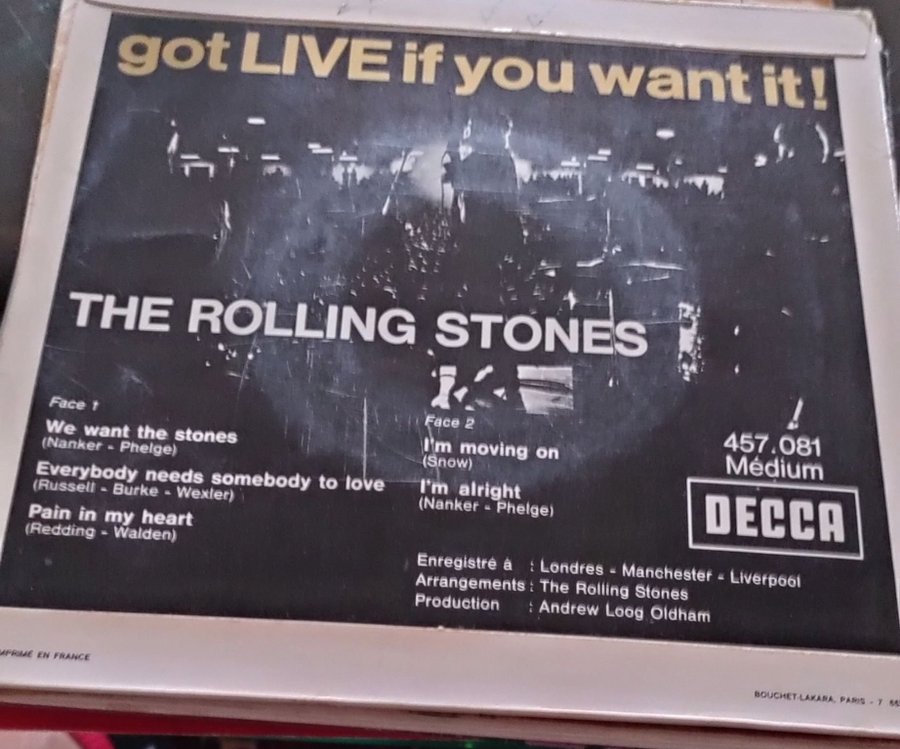 got LIVE if you want it!
THE ROLLING STONES
Face 1
We want the stones
(Nanker - Phelge)
Everybody needs somebody to love
(Russell - Burke - Wexler)
Pain in my heart
(Redding - Walden)
Face 2
I'm moving on
(Snow)
I'm alright
(Nanker - Phelge)
457.081
Médium
DECCA
Enregistré à : Londres - Manchester - Liverpool
Arrangements : The Rolling Stones
Production : Andrew Loog Oldham
MPRIMÉ EN FRANCE
BOUCHET-LAKARA, PARIS - 7